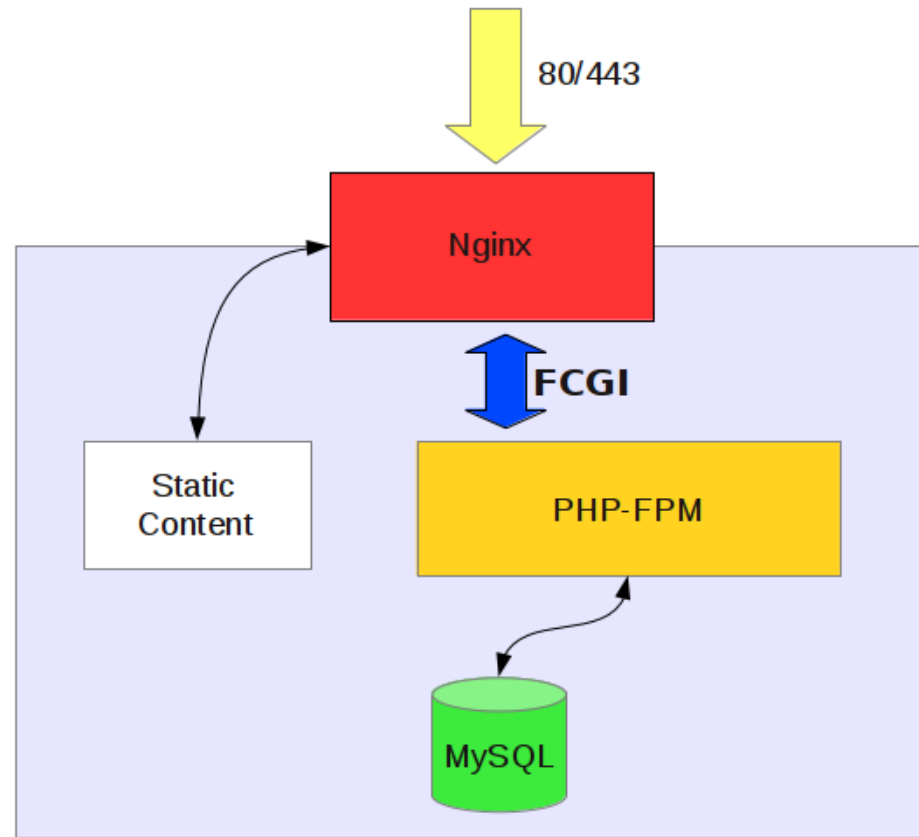 80/443
Nginx
FCGI
Static
Content
PHP-FPM
MySQL